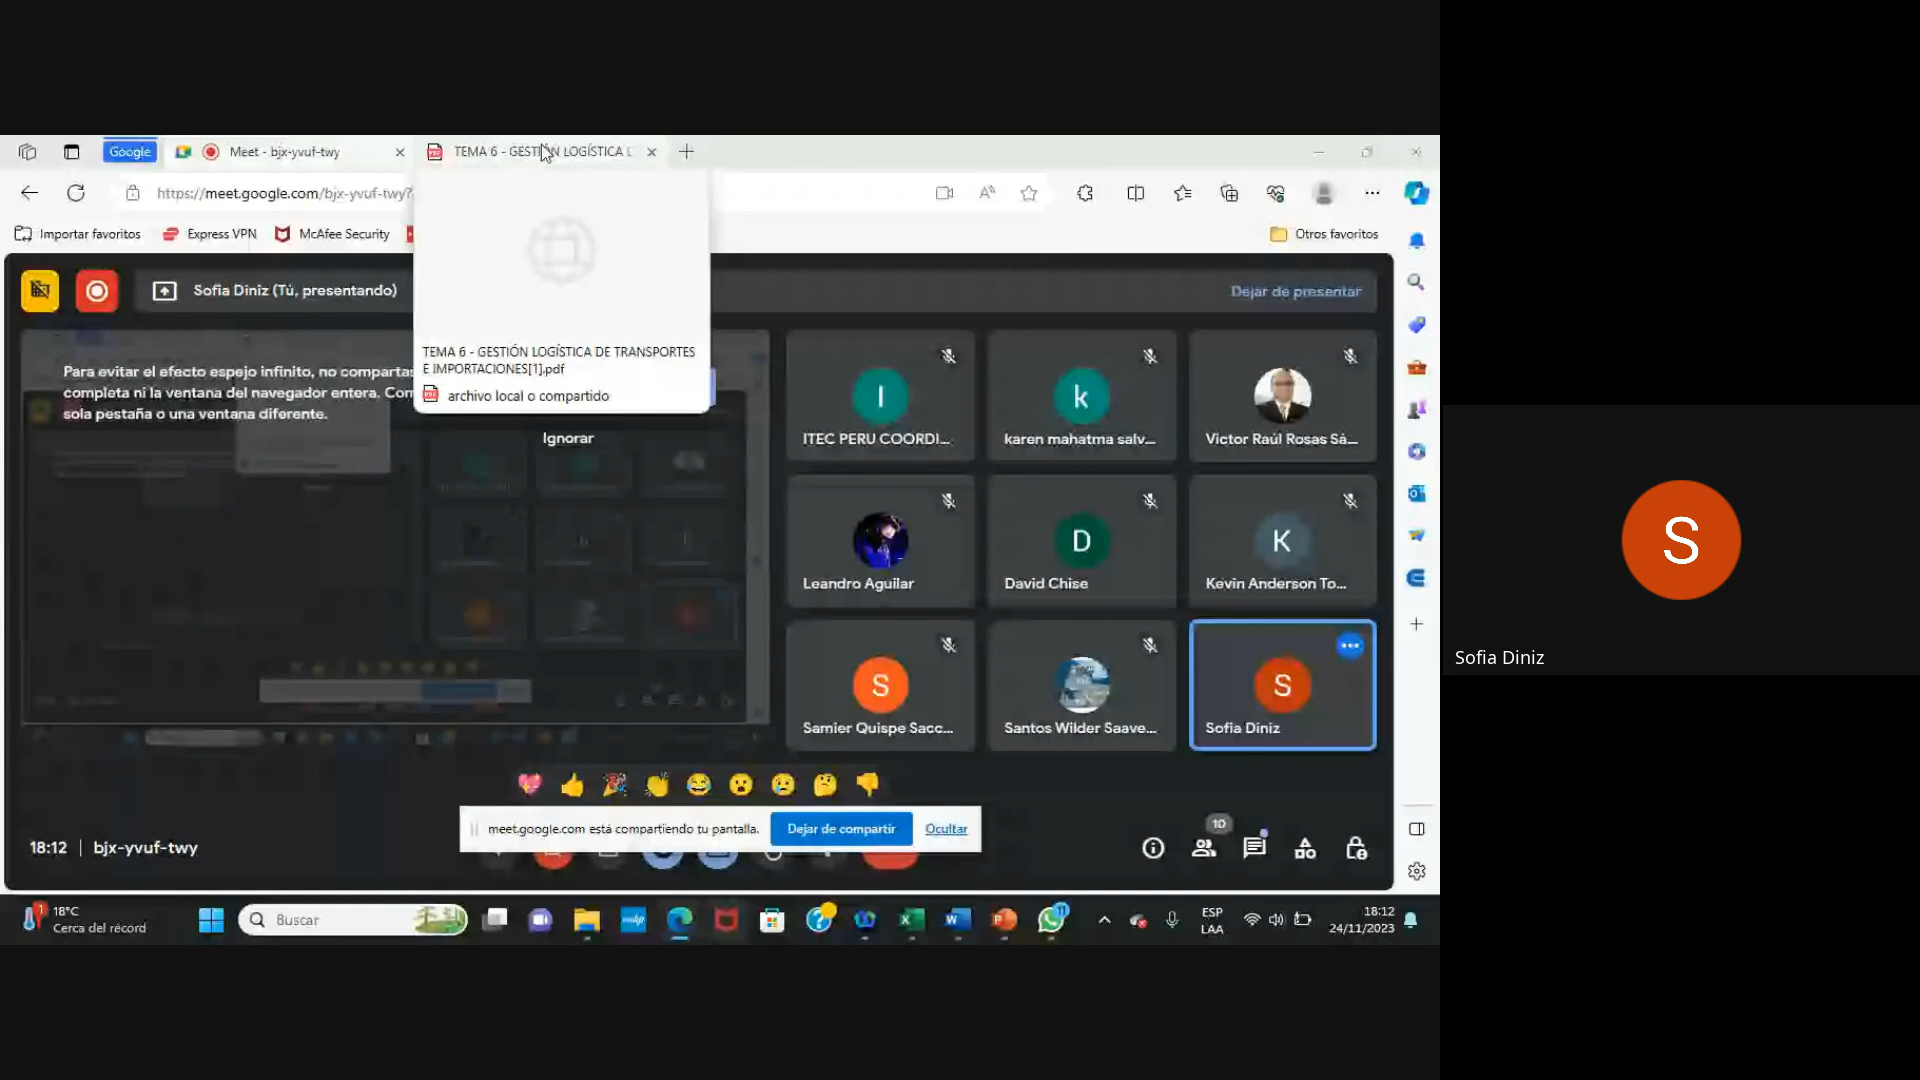 Google
Meet - bjx-yvuf-twy
TEMA 6 - GESTIÓN LOGÍSTICA D
https://meet.google.com/bjx-yvuf-twy?
Importar favoritos
Express VPN
McAfee Security
Otros favoritos
Sofia Diniz (Tú, presentando)
Dejar de presentar
TEMA 6 - GESTIÓN LOGÍSTICA DE TRANSPORTES
E IMPORTACIONES[1].pdf
archivo local o compartido
Para evitar el efecto espejo infinito, no compartas
completa ni la ventana del navegador entera. Com
sola pestaña o una ventana diferente.
Ignorar
I
ITEC PERU COORDI...
k
karen mahatma salv...
Victor Raúl Rosas Sá...
Leandro Aguilar
D
David Chise
K
Kevin Anderson To...
S
Samier Quispe Sacc...
Santos Wilder Saave...
S
Sofia Diniz
S
Sofia Diniz
meet.google.com está compartiendo tu pantalla.
Dejar de compartir
Ocultar
18:12 | bjx-yvuf-twy
10
1
18°C
Cerca del récord
Buscar
ESP
LAA
18:12
24/11/2023